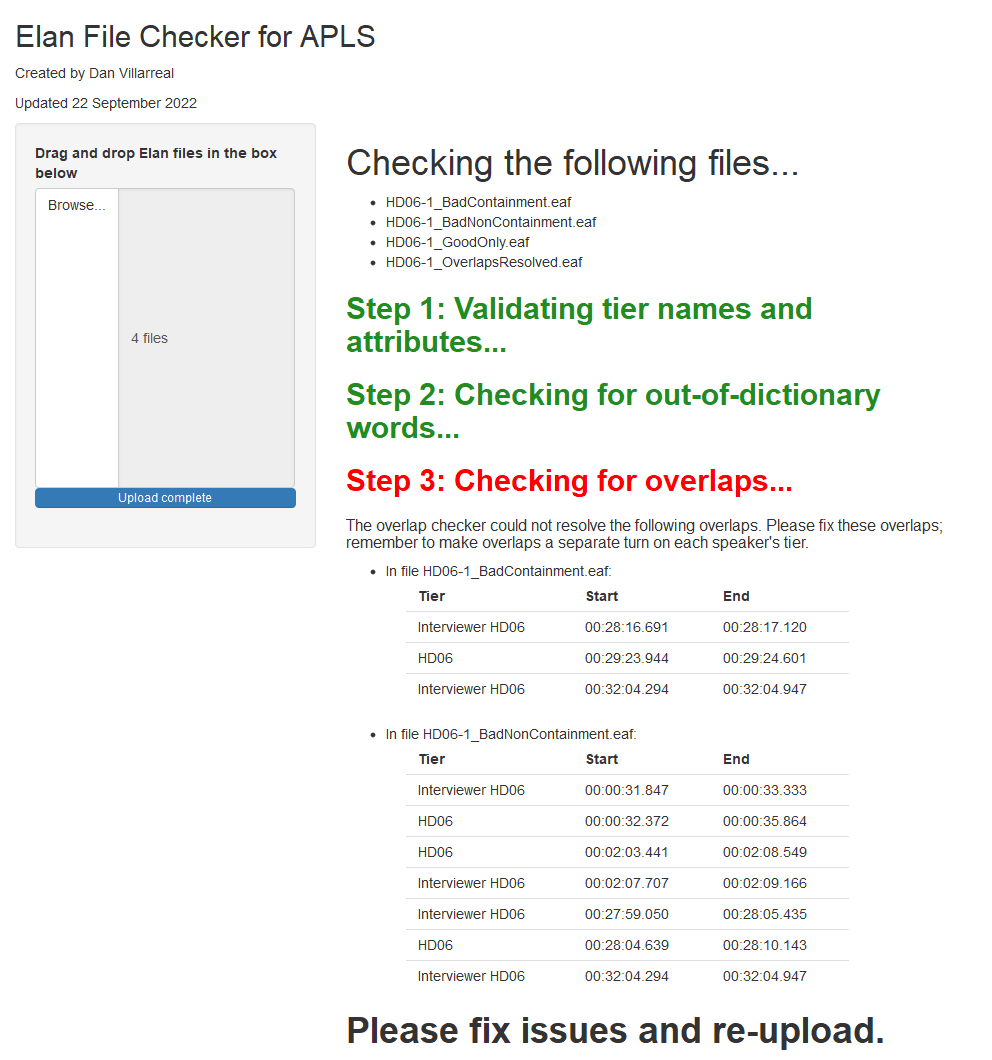 Elan File Checker for APLS
Created by Dan Villarreal
Updated 22 September 2022
Drag and drop Elan files in the box
below
Browse...
4 files
Upload complete
Checking the following files...
HD06-1_BadContainment.eaf
HD06-1_BadNonContainment.eaf
HD06-1_GoodOnly.eaf
HD06-1_OverlapsResolved.eaf
Step 1: Validating tier names and
attributes...
Step 2: Checking for out-of-dictionary
words...
Step 3: Checking for overlaps...
The overlap checker could not resolve the following overlaps. Please fix these overlaps;
remember to make overlaps a separate turn on each speaker's tier.
In file HD06-1_BadContainment.eaf:
Tier Start End
Interviewer HD06 00:28:16.691 00:28:17.120
HD06 00:29:23.944 00:29:24.601
Interviewer HD06 00:32:04.294 00:32:04.947
In file HD06-1_BadNonContainment.eaf:
Tier Start End
Interviewer HD06 00:00:31.847 00:00:33.333
HD06 00:00:32.372 00:00:35.864
HD06 00:02:03.441 00:02:08.549
Interviewer HD06 00:02:07.707 00:02:09.166
Interviewer HD06 00:27:59.050 00:28:05.435
HD06 00:28:04.639 00:28:10.143
Interviewer HD06 00:32:04.294 00:32:04.947
Please fix issues and re-upload.